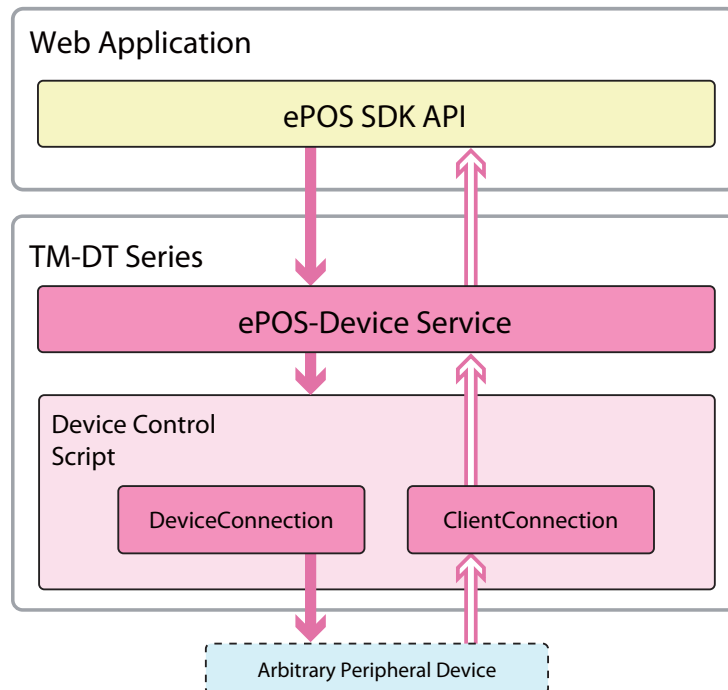 Web Application
ePOS SDK API
TM-DT Series
ePOS-Device Service
Device Control
Script
DeviceConnection
ClientConnection
Arbitrary Peripheral Device